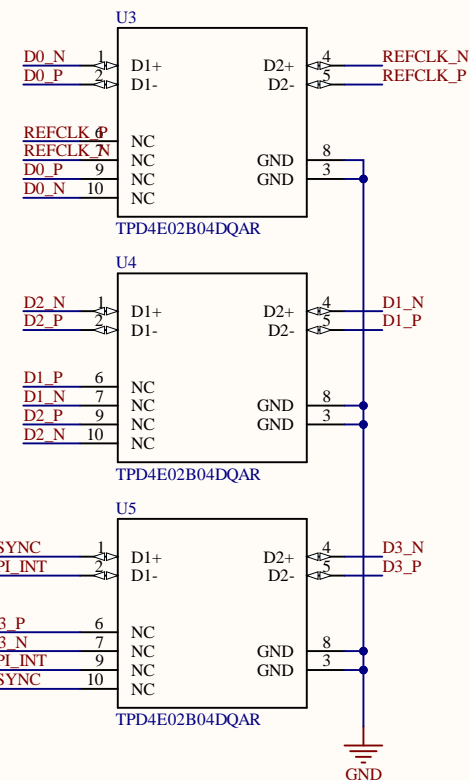 U3
D0_N 1 D1+ D2+ 4 REFCLK_N
D0_P 2 D1- D2- 5 REFCLK_P
REFCLK_P 6 NC
REFCLK_N 7 NC GND 8
D0_P 9 NC GND 3
D0_N 10 NC
TPD4E02B04DQAR
U4
D2_N 1 D1+ D2+ 4 D1_N
D2_P 2 D1- D2- 5 D1_P
D1_P 6 NC
D1_N 7 NC GND 8
D2_P 9 NC GND 3
D2_N 10 NC
TPD4E02B04DQAR
U5
SYNC 1 D1+ D2+ 4 D3_N
PI_INT 2 D1- D2- 5 D3_P
3_P 6 NC
3_N 7 NC GND 8
PI_INT 9 NC GND 3
SYNC 10 NC
TPD4E02B04DQAR
GND